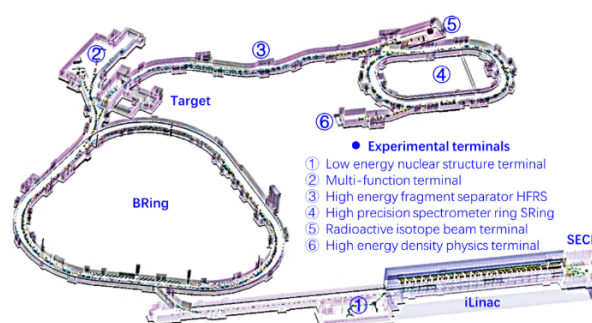 ②
③
⑤
④
Target
⑥
● Experimental terminals
① Low energy nuclear structure terminal
② Multi-function terminal
③ High energy fragment separator HFRS
④ High precision spectrometer ring SRing
⑤ Radioactive isotope beam terminal
⑥ High energy density physics terminal
BRing
SECR
①
iLinac